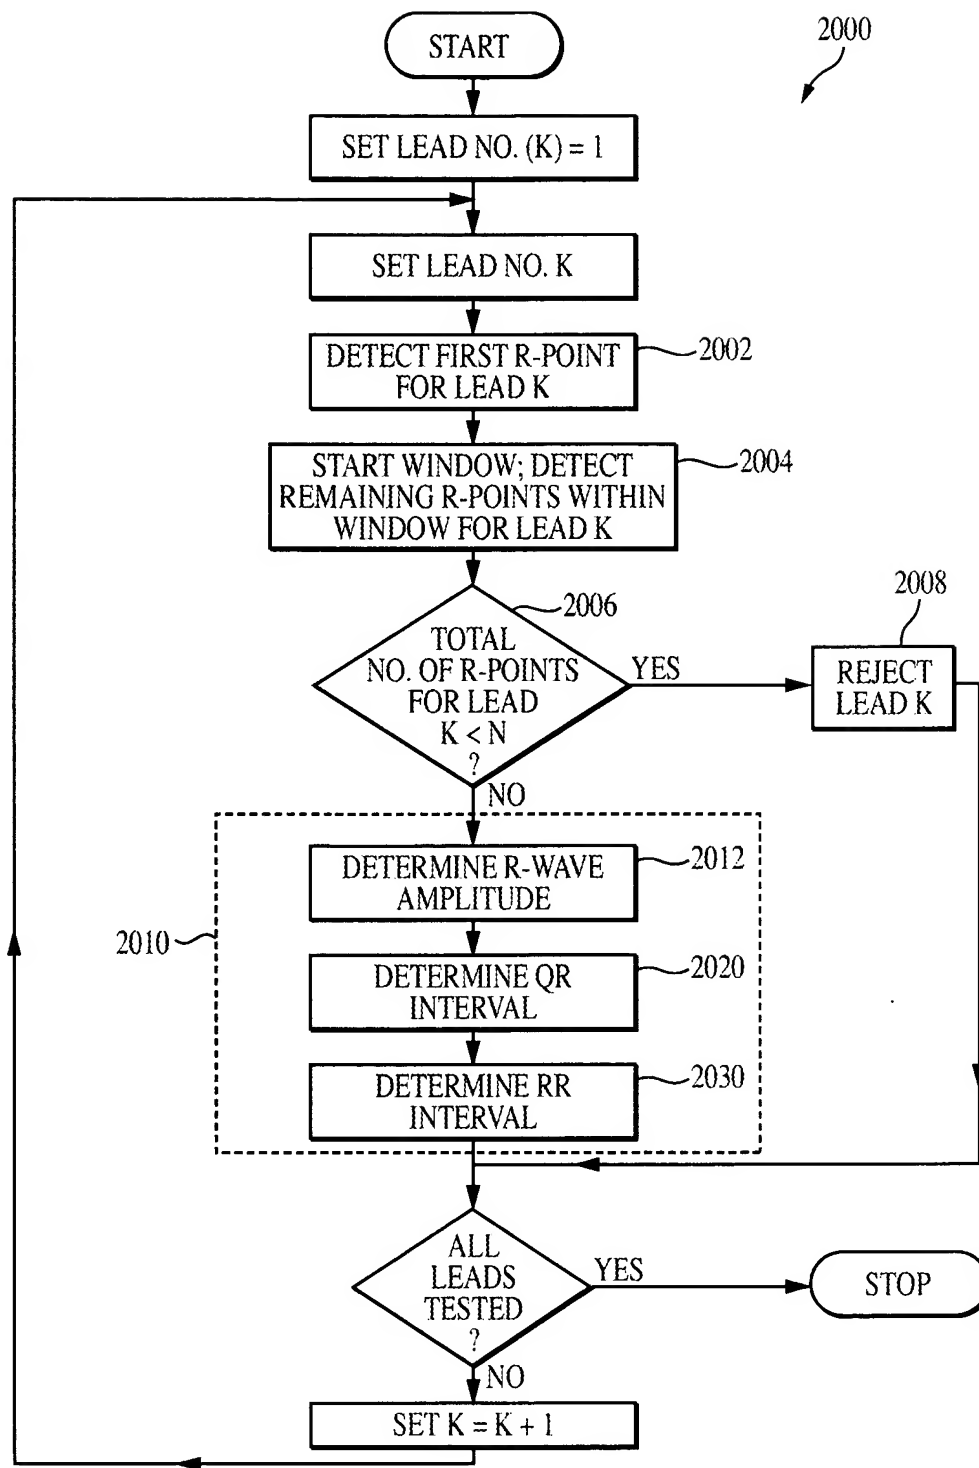 START
2000
SET LEAD NO. (K) = 1
SET LEAD NO. K
DETECT FIRST R-POINT
FOR LEAD K
2002
START WINDOW; DETECT
REMAINING R-POINTS WITHIN
WINDOW FOR LEAD K
2004
TOTAL
NO. OF R-POINTS
FOR LEAD
K < N
?
2006
YES
2008
REJECT
LEAD K
NO
DETERMINE R-WAVE
AMPLITUDE
2012
2010
DETERMINE QR
INTERVAL
2020
DETERMINE RR
INTERVAL
2030
ALL
LEADS
TESTED
?
YES
STOP
NO
SET K = K + 1